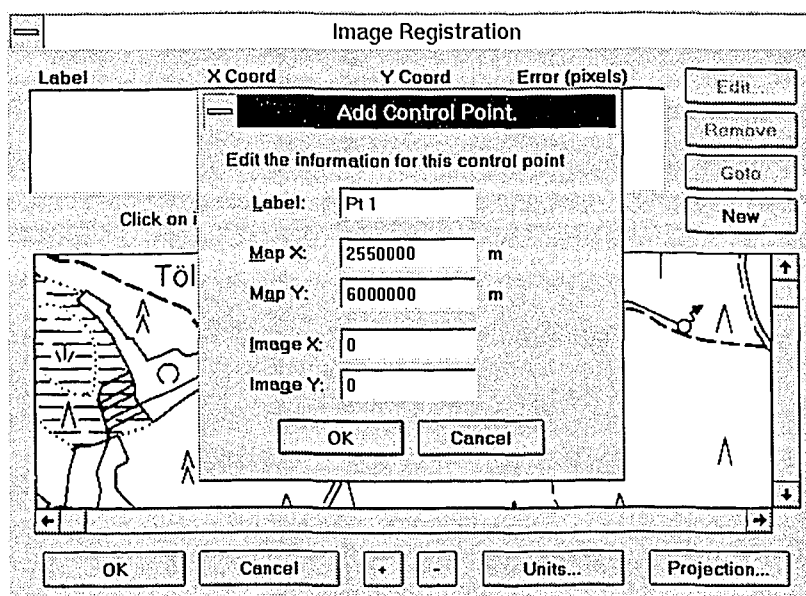 Image Registration
Label X Coord Y Coord Error (pixels)
Edit...
Remove
Goto
New
Add Control Point.
Edit the information for this control point
Label: Pt 1
Map X: 2550000 m
Map Y: 6000000 m
Image X: 0
Image Y: 0
OK Cancel
Click on i
Töl
OK Cancel + - Units... Projection...